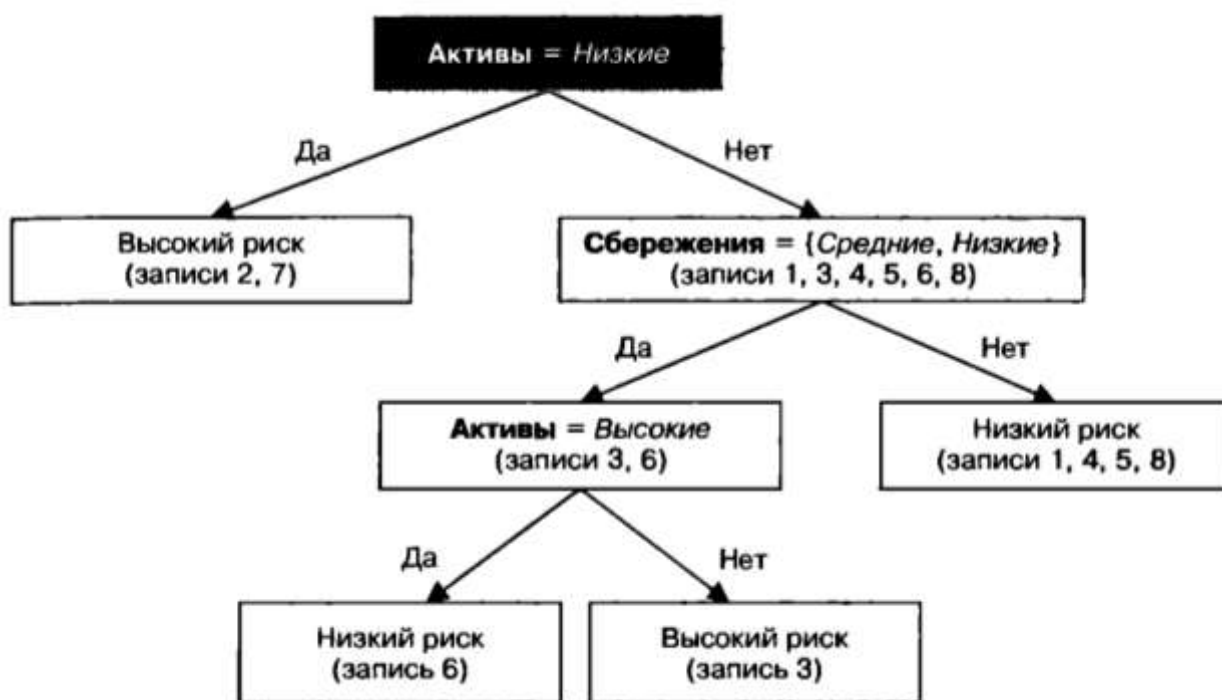 Активы = Низкие
Да
Нет
Высокий риск
(записи 2, 7)
Сбережения = {Средние, Низкие}
(записи 1, 3, 4, 5, 6, 8)
Да
Нет
Активы = Высокие
(записи 3, 6)
Низкий риск
(записи 1, 4, 5, 8)
Да
Нет
Низкий риск
(запись 6)
Высокий риск
(запись 3)